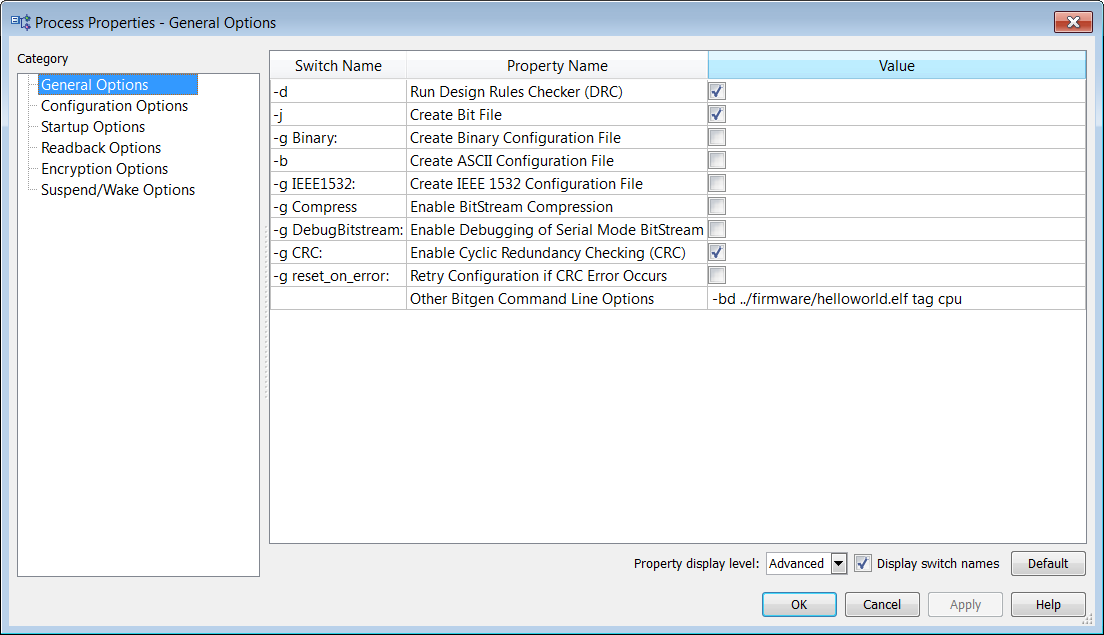 Process Properties - General Options
Category
General Options
Configuration Options
Startup Options
Readback Options
Encryption Options
Suspend/Wake Options
Switch Name Property Name Value
-d Run Design Rules Checker (DRC)
-j Create Bit File
-g Binary: Create Binary Configuration File
-b Create ASCII Configuration File
-g IEEE1532: Create IEEE 1532 Configuration File
-g Compress Enable BitStream Compression
-g DebugBitstream: Enable Debugging of Serial Mode BitStream
-g CRC: Enable Cyclic Redundancy Checking (CRC)
-g reset_on_error: Retry Configuration if CRC Error Occurs
Other Bitgen Command Line Options -bd ../firmware/helloworld.elf tag cpu
Property display level: Advanced Display switch names Default
OK Cancel Apply Help